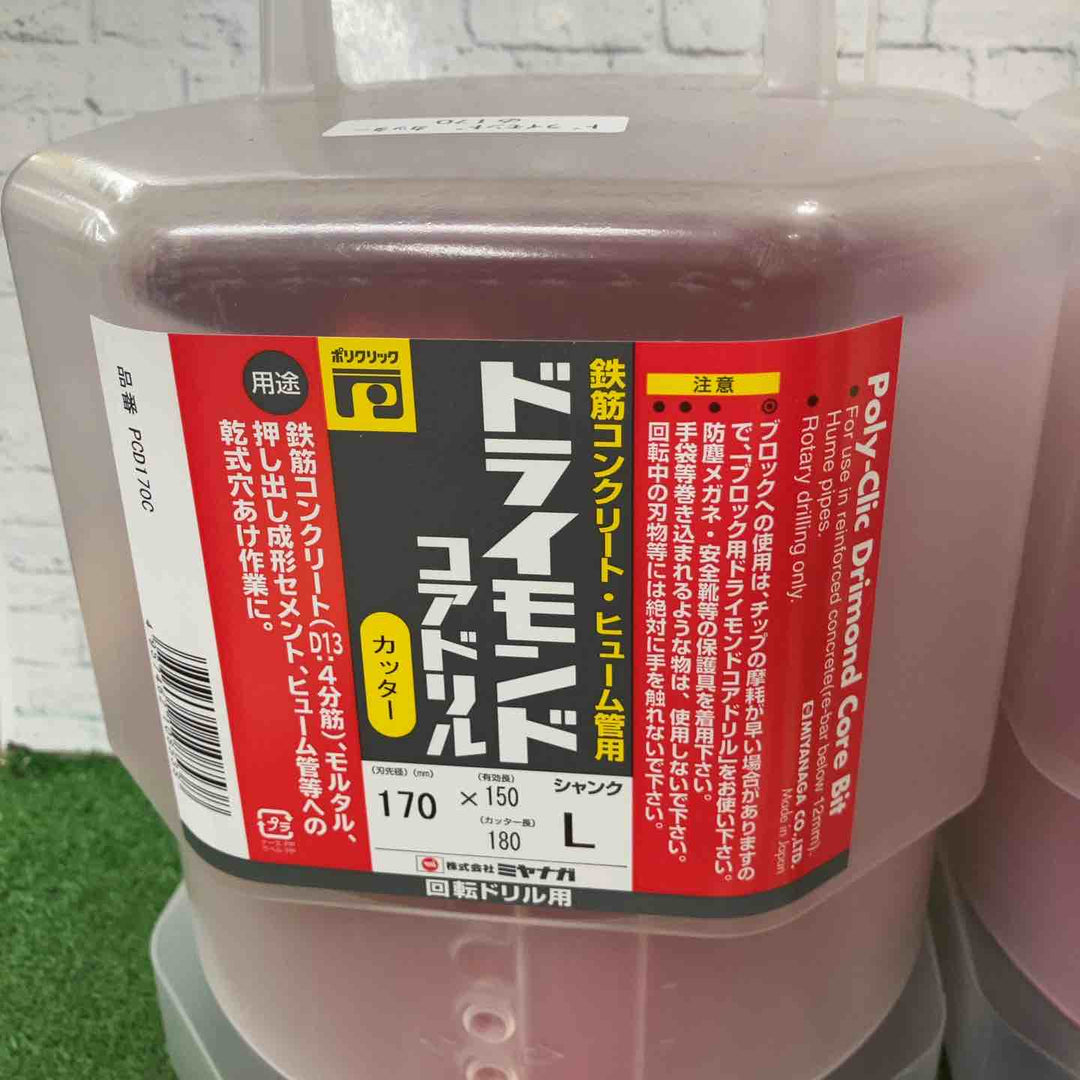 ドライモンド カッター
φ170
品番 PCD170C
用途
鉄筋コンクリート(D13:4分筋)、モルタル、
押し出し成形セメント、ヒューム管等への
乾式穴あけ作業に。
プラ
ポリクリック
鉄筋コンクリート・ヒューム管用
ドライモンド
コアドリル
カッター
(刃先径)(mm)
170
×
(有効長)
150
(カッター長)
180
シャンク
L
株式会社 ミヤナガ
回転ドリル用
注意
◎ブロックへの使用は、チップの摩耗が早い場合がありますの
で、「ブロック用ドライモンドコアドリル」をお使い下さい。
●防塵メガネ・安全靴等の保護具を着用下さい。
●手袋等巻き込まれるような物は、使用しないで下さい。
●回転中の刃物等には絶対に手を触れないで下さい。
Poly-Clic Drimond Core Bit
● For use in reinforced concrete(re-bar below 12mm)·
Hume pipes.
● Rotary drilling only.
MIYANAGA CO.,LTD.
Made in Japan